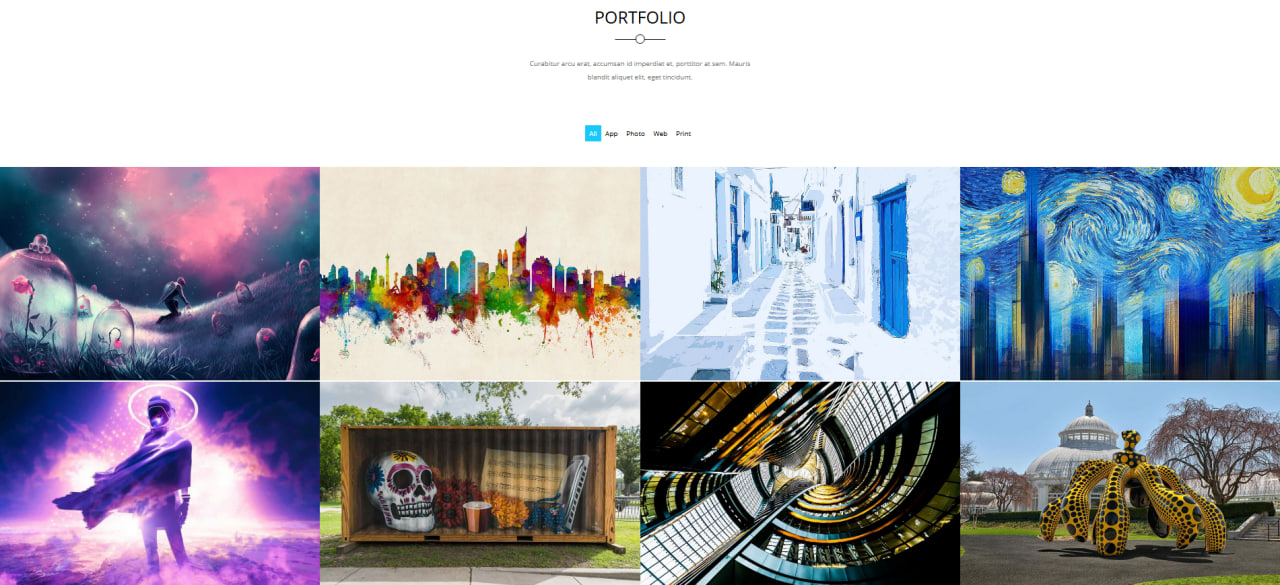 PORTFOLIO
Curabitur arcu erat, accumsan id imperdiet et, porttitor at sem. Mauris
blandit aliquet elit, eget tincidunt.
All App Photo Web Print